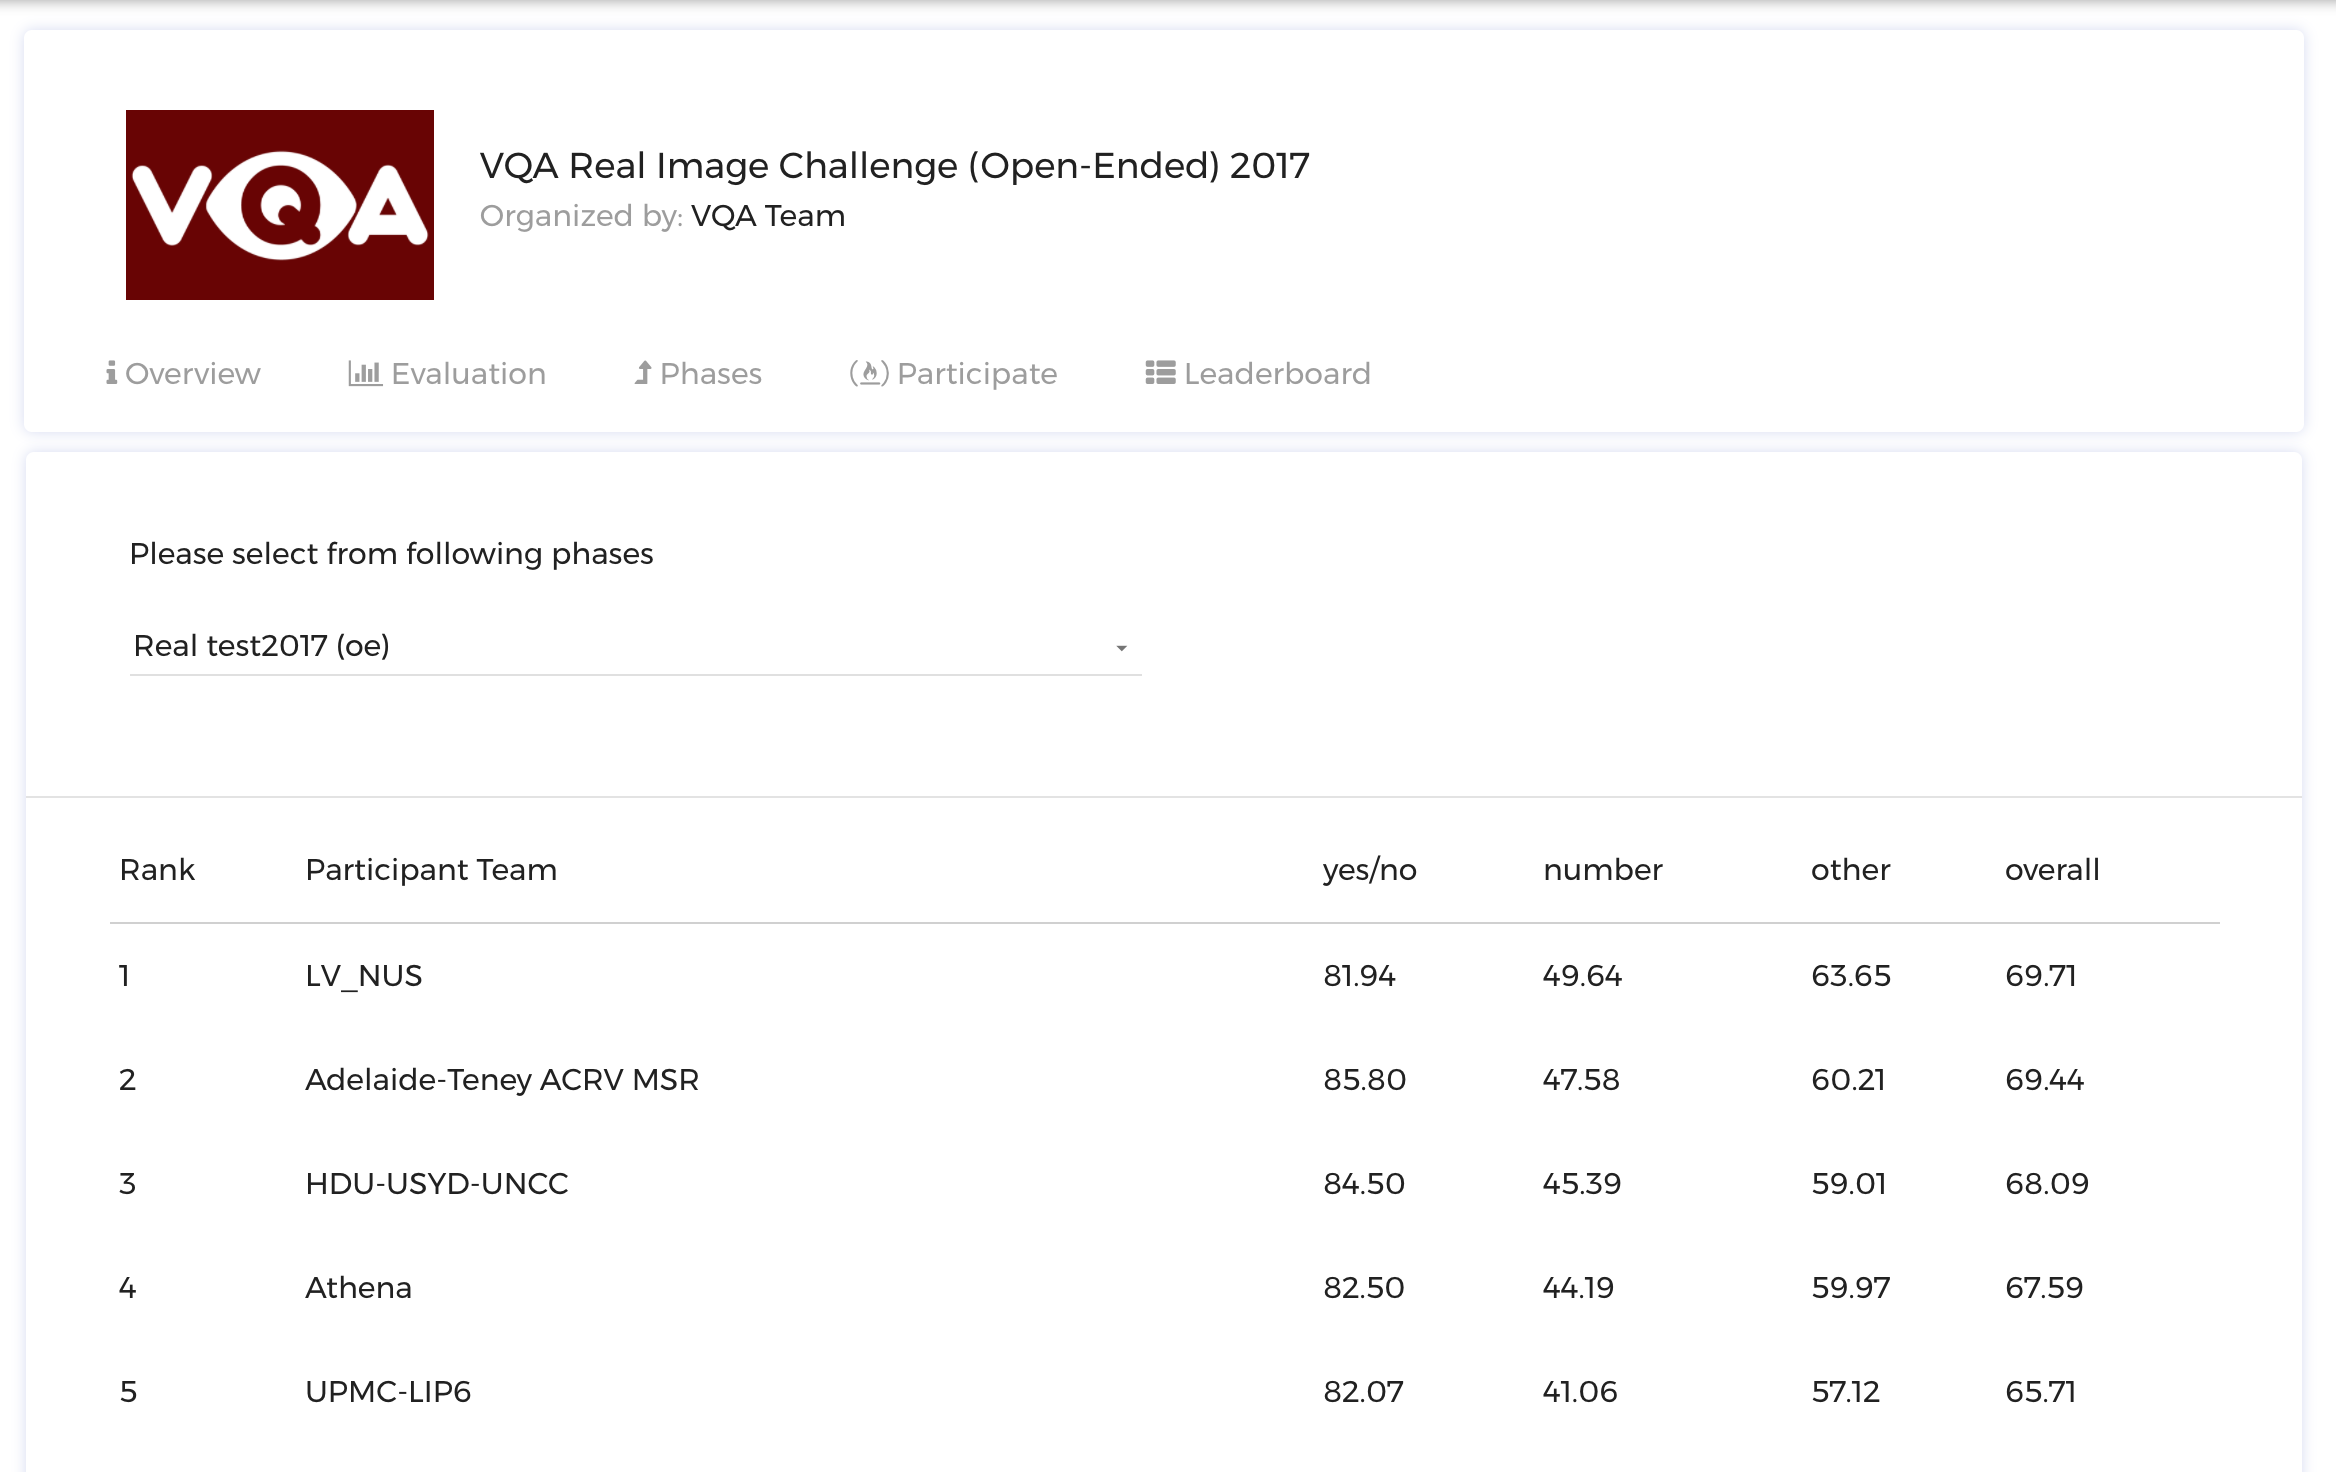 VQA
VQA Real Image Challenge (Open-Ended) 2017
Organized by: VQA Team
Overview Evaluation Phases Participate Leaderboard
Please select from following phases
Real test2017 (oe)
Rank Participant Team yes/no number other overall
1 LV_NUS 81.94 49.64 63.65 69.71
2 Adelaide-Teney ACRV MSR 85.80 47.58 60.21 69.44
3 HDU-USYD-UNCC 84.50 45.39 59.01 68.09
4 Athena 82.50 44.19 59.97 67.59
5 UPMC-LIP6 82.07 41.06 57.12 65.71